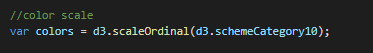 //color scale
var colors = d3.scaleOrdinal(d3.schemeCategory10);